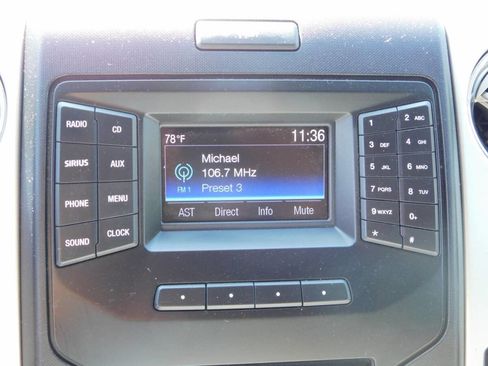 RADIO
CD
SIRIUS
AUX
PHONE
MENU
SOUND
CLOCK
78°F
11:36
Michael
106.7 MHz
FM 1
Preset 3
AST
Direct
Info
Mute
1
2 ABC
3 DEF
4 GHI
5 JKL
6 MNO
7 PQRS
8 TUV
9 WXYZ
0
*
#